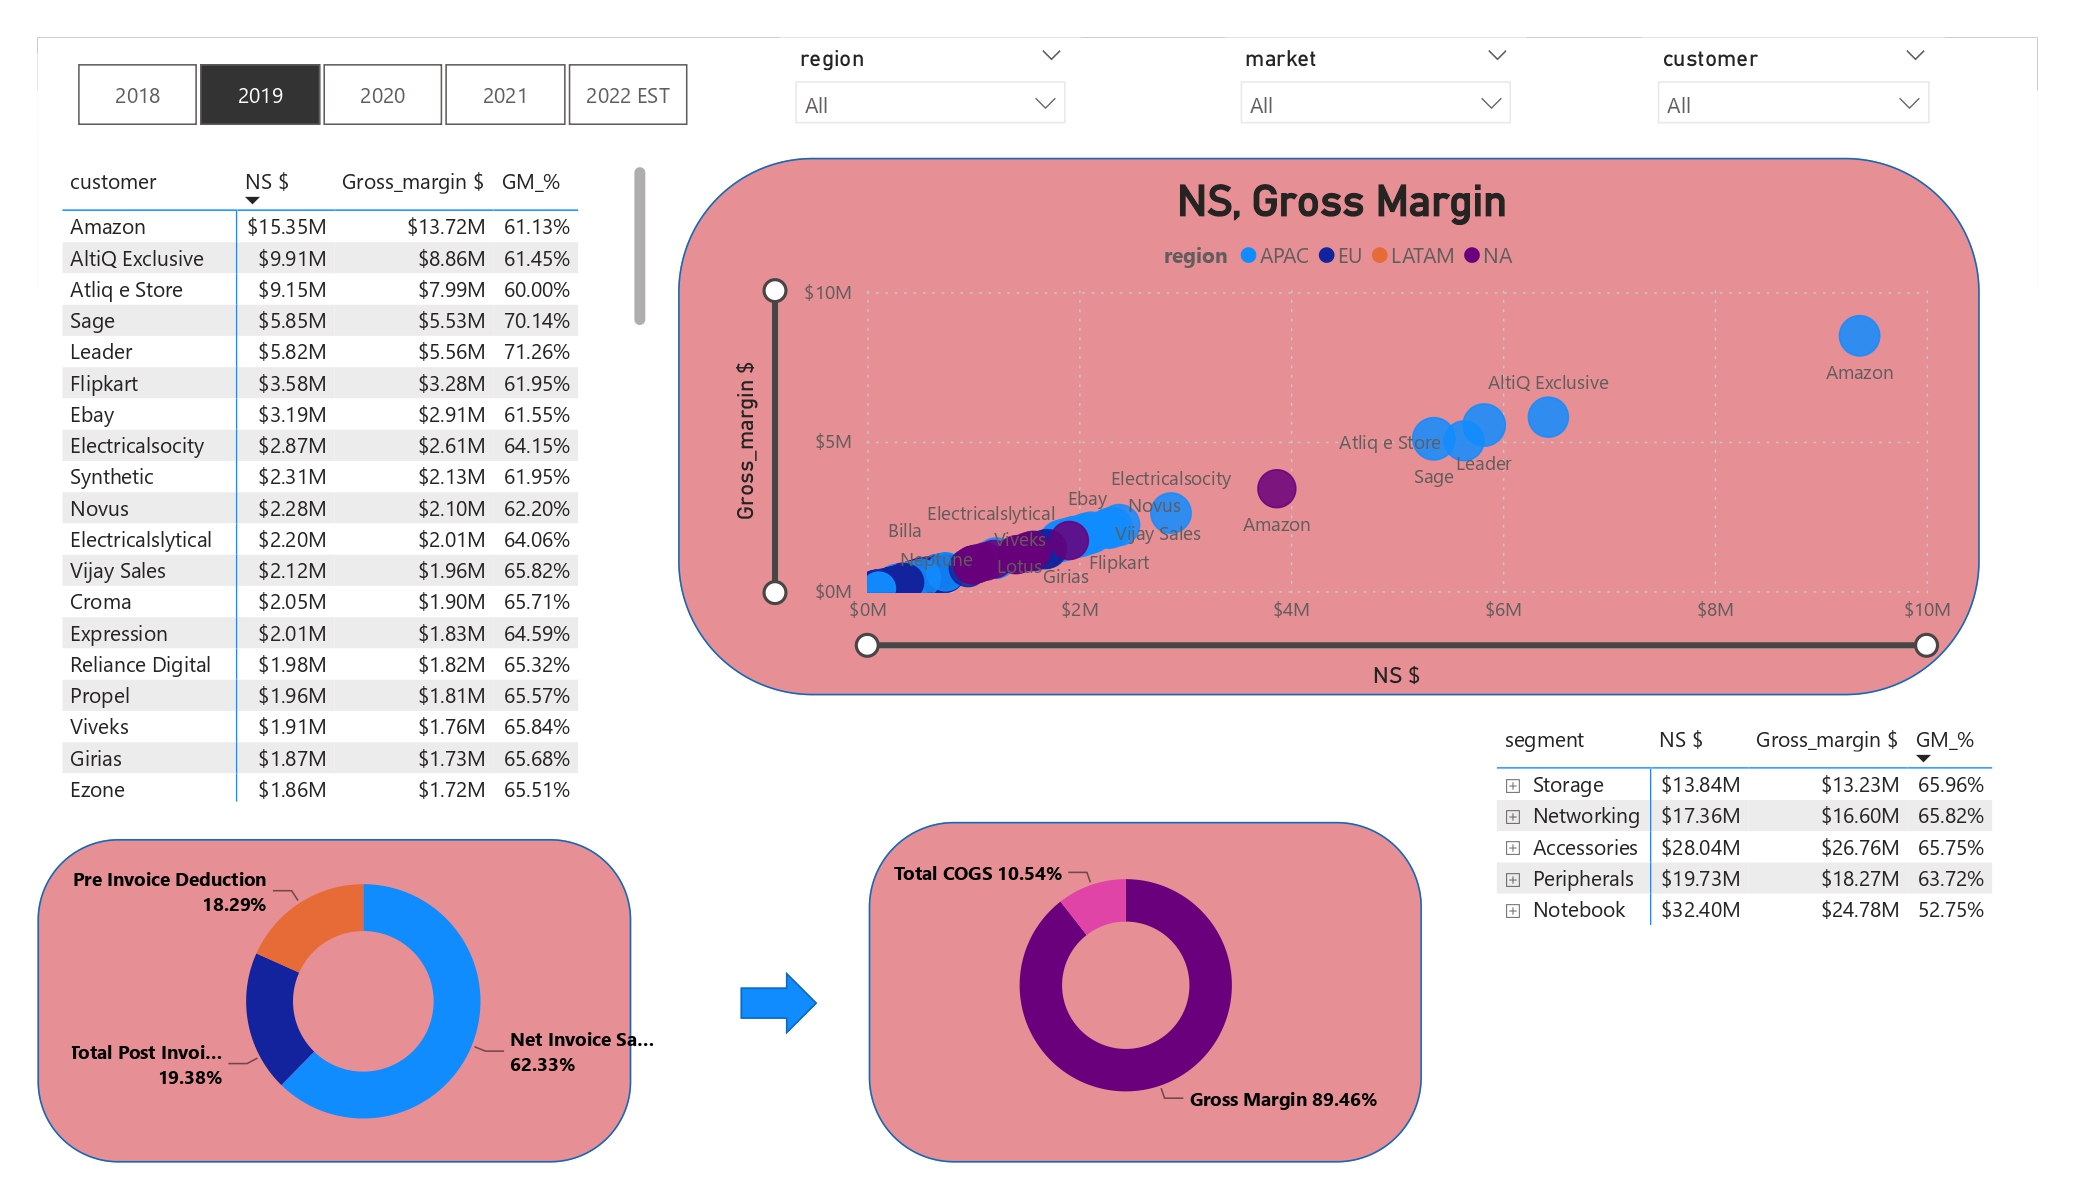 2018 2019 2020 2021 2022 EST
region
All
market
All
customer
All
customer NS $ Gross_margin $ GM_%
Amazon $15.35M $13.72M 61.13%
AltiQ Exclusive $9.91M $8.86M 61.45%
Atliq e Store $9.15M $7.99M 60.00%
Sage $5.85M $5.53M 70.14%
Leader $5.82M $5.56M 71.26%
Flipkart $3.58M $3.28M 61.95%
Ebay $3.19M $2.91M 61.55%
Electricalsocity $2.87M $2.61M 64.15%
Synthetic $2.31M $2.13M 61.95%
Novus $2.28M $2.10M 62.20%
Electricalslytical $2.20M $2.01M 64.06%
Vijay Sales $2.12M $1.96M 65.82%
Croma $2.05M $1.90M 65.71%
Expression $2.01M $1.83M 64.59%
Reliance Digital $1.98M $1.82M 65.32%
Propel $1.96M $1.81M 65.57%
Viveks $1.91M $1.76M 65.84%
Girias $1.87M $1.73M 65.68%
Ezone $1.86M $1.72M 65.51%
NS, Gross Margin
region APAC EU LATAM NA
Gross_margin $
$10M
$5M
$0M
Amazon
AltiQ Exclusive
Atliq e Store
Leader
Sage
Electricalsocity
Ebay
Novus
Amazon
Electricalslytical
Billa
Viveks
Vijay Sales
Neptune
Lotus
Girias
Flipkart
$0M $2M $4M $6M $8M $10M
NS $
segment NS $ Gross_margin $ GM_%
Storage $13.84M $13.23M 65.96%
Networking $17.36M $16.60M 65.82%
Accessories $28.04M $26.76M 65.75%
Peripherals $19.73M $18.27M 63.72%
Notebook $32.40M $24.78M 52.75%
Pre Invoice Deduction
18.29%
Total Post Invoi...
19.38%
Net Invoice Sa...
62.33%
Total COGS 10.54%
Gross Margin 89.46%